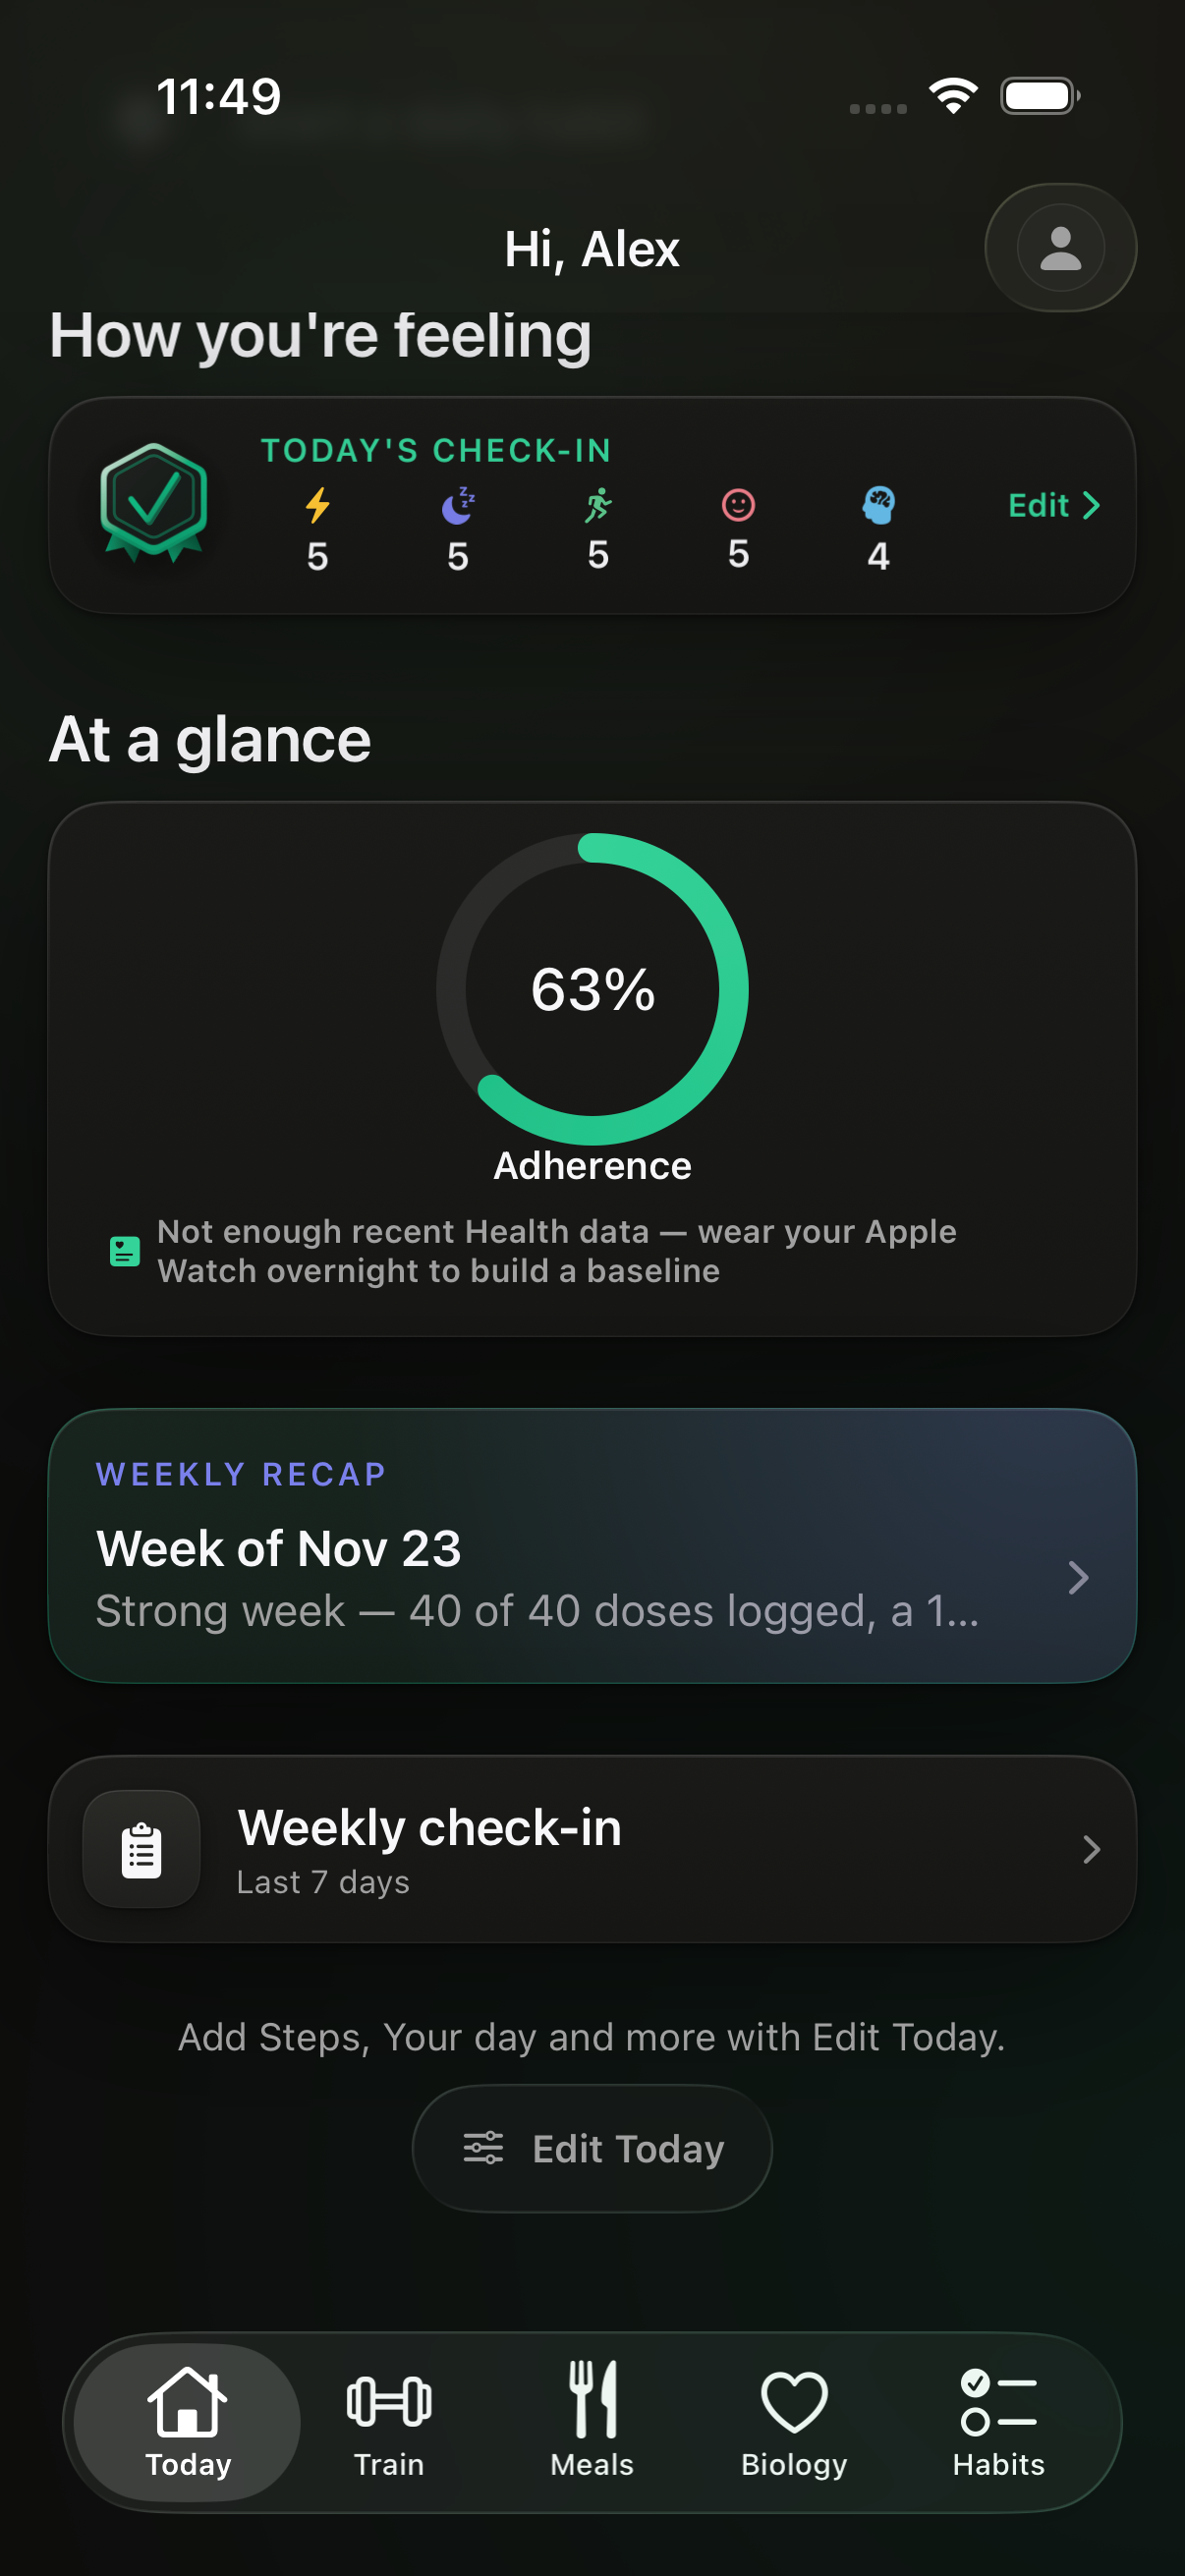 11:49
Hi, Alex
How you're feeling
TODAY'S CHECK-IN
5 5 5 5 4
Edit
At a glance
63%
Adherence
Not enough recent Health data — wear your Apple
Watch overnight to build a baseline
WEEKLY RECAP
Week of Nov 23
Strong week — 40 of 40 doses logged, a 1...
Weekly check-in
Last 7 days
Add Steps, Your day and more with Edit Today.
Edit Today
Today Train Meals Biology Habits